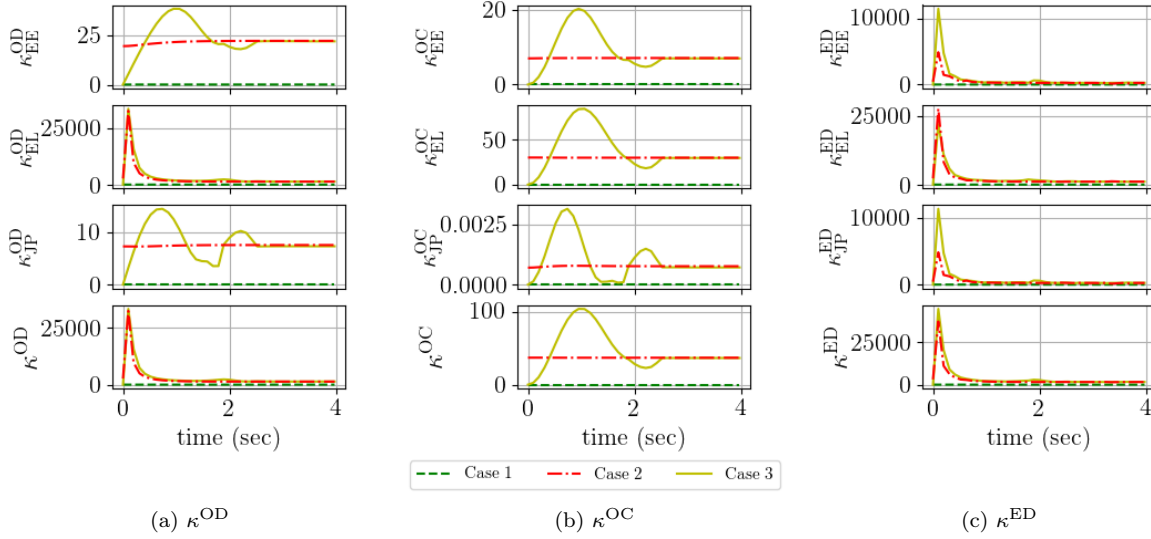 κ^OD_EE
25
0
κ^OD_EL
25000
0
κ^OD_JP
10
0
κ^OD
25000
0
0 2 4
time (sec)
κ^OC_EE
20
0
κ^OC_EL
50
0
κ^OC_JP
0.0025
0.0000
κ^OC
100
0
0 2 4
time (sec)
κ^ED_EE
10000
0
κ^ED_EL
25000
0
κ^ED_JP
10000
0
κ^ED
25000
0
0 2 4
time (sec)
Case 1 Case 2 Case 3
(a) κ^OD
(b) κ^OC
(c) κ^ED